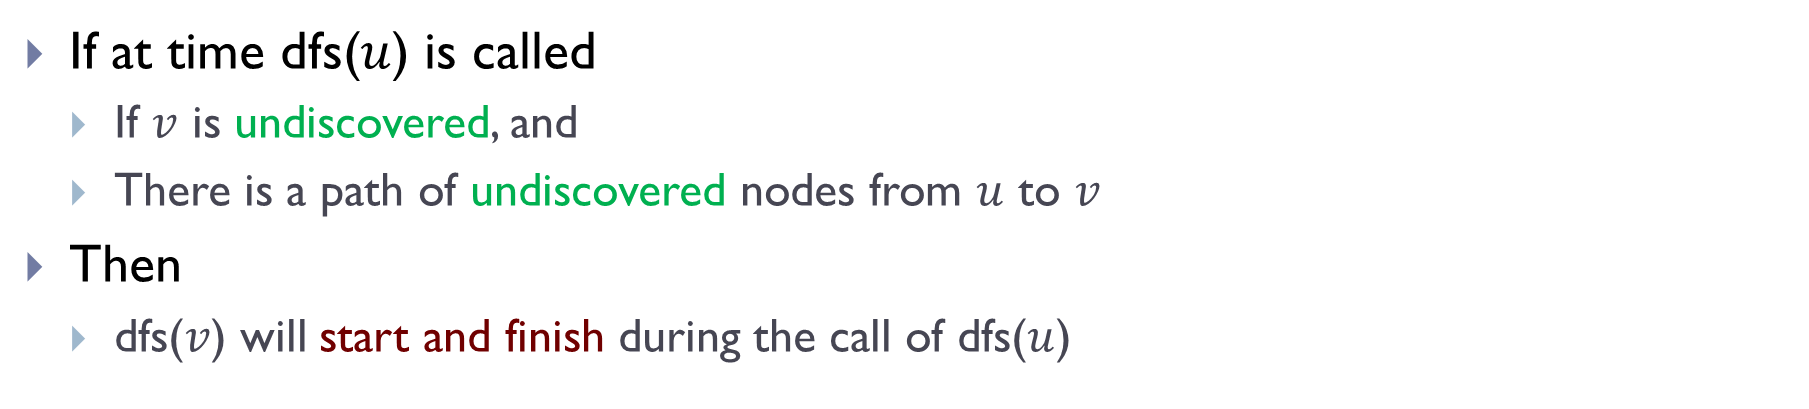 If at time dfs(𝑢) is called
If 𝑣 is undiscovered, and
There is a path of undiscovered nodes from 𝑢 to 𝑣
Then
dfs(𝑣) will start and finish during the call of dfs(𝑢)